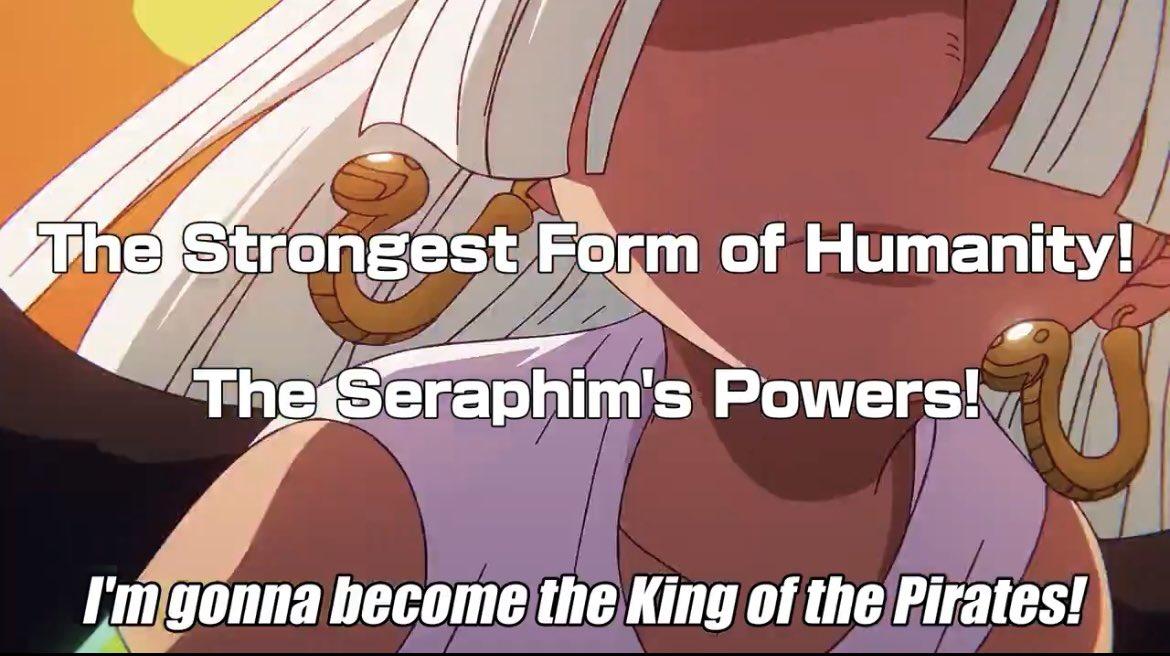 The Strongest Form of Humanity!
The Seraphim's Powers!
I'm gonna become the King of the Pirates!